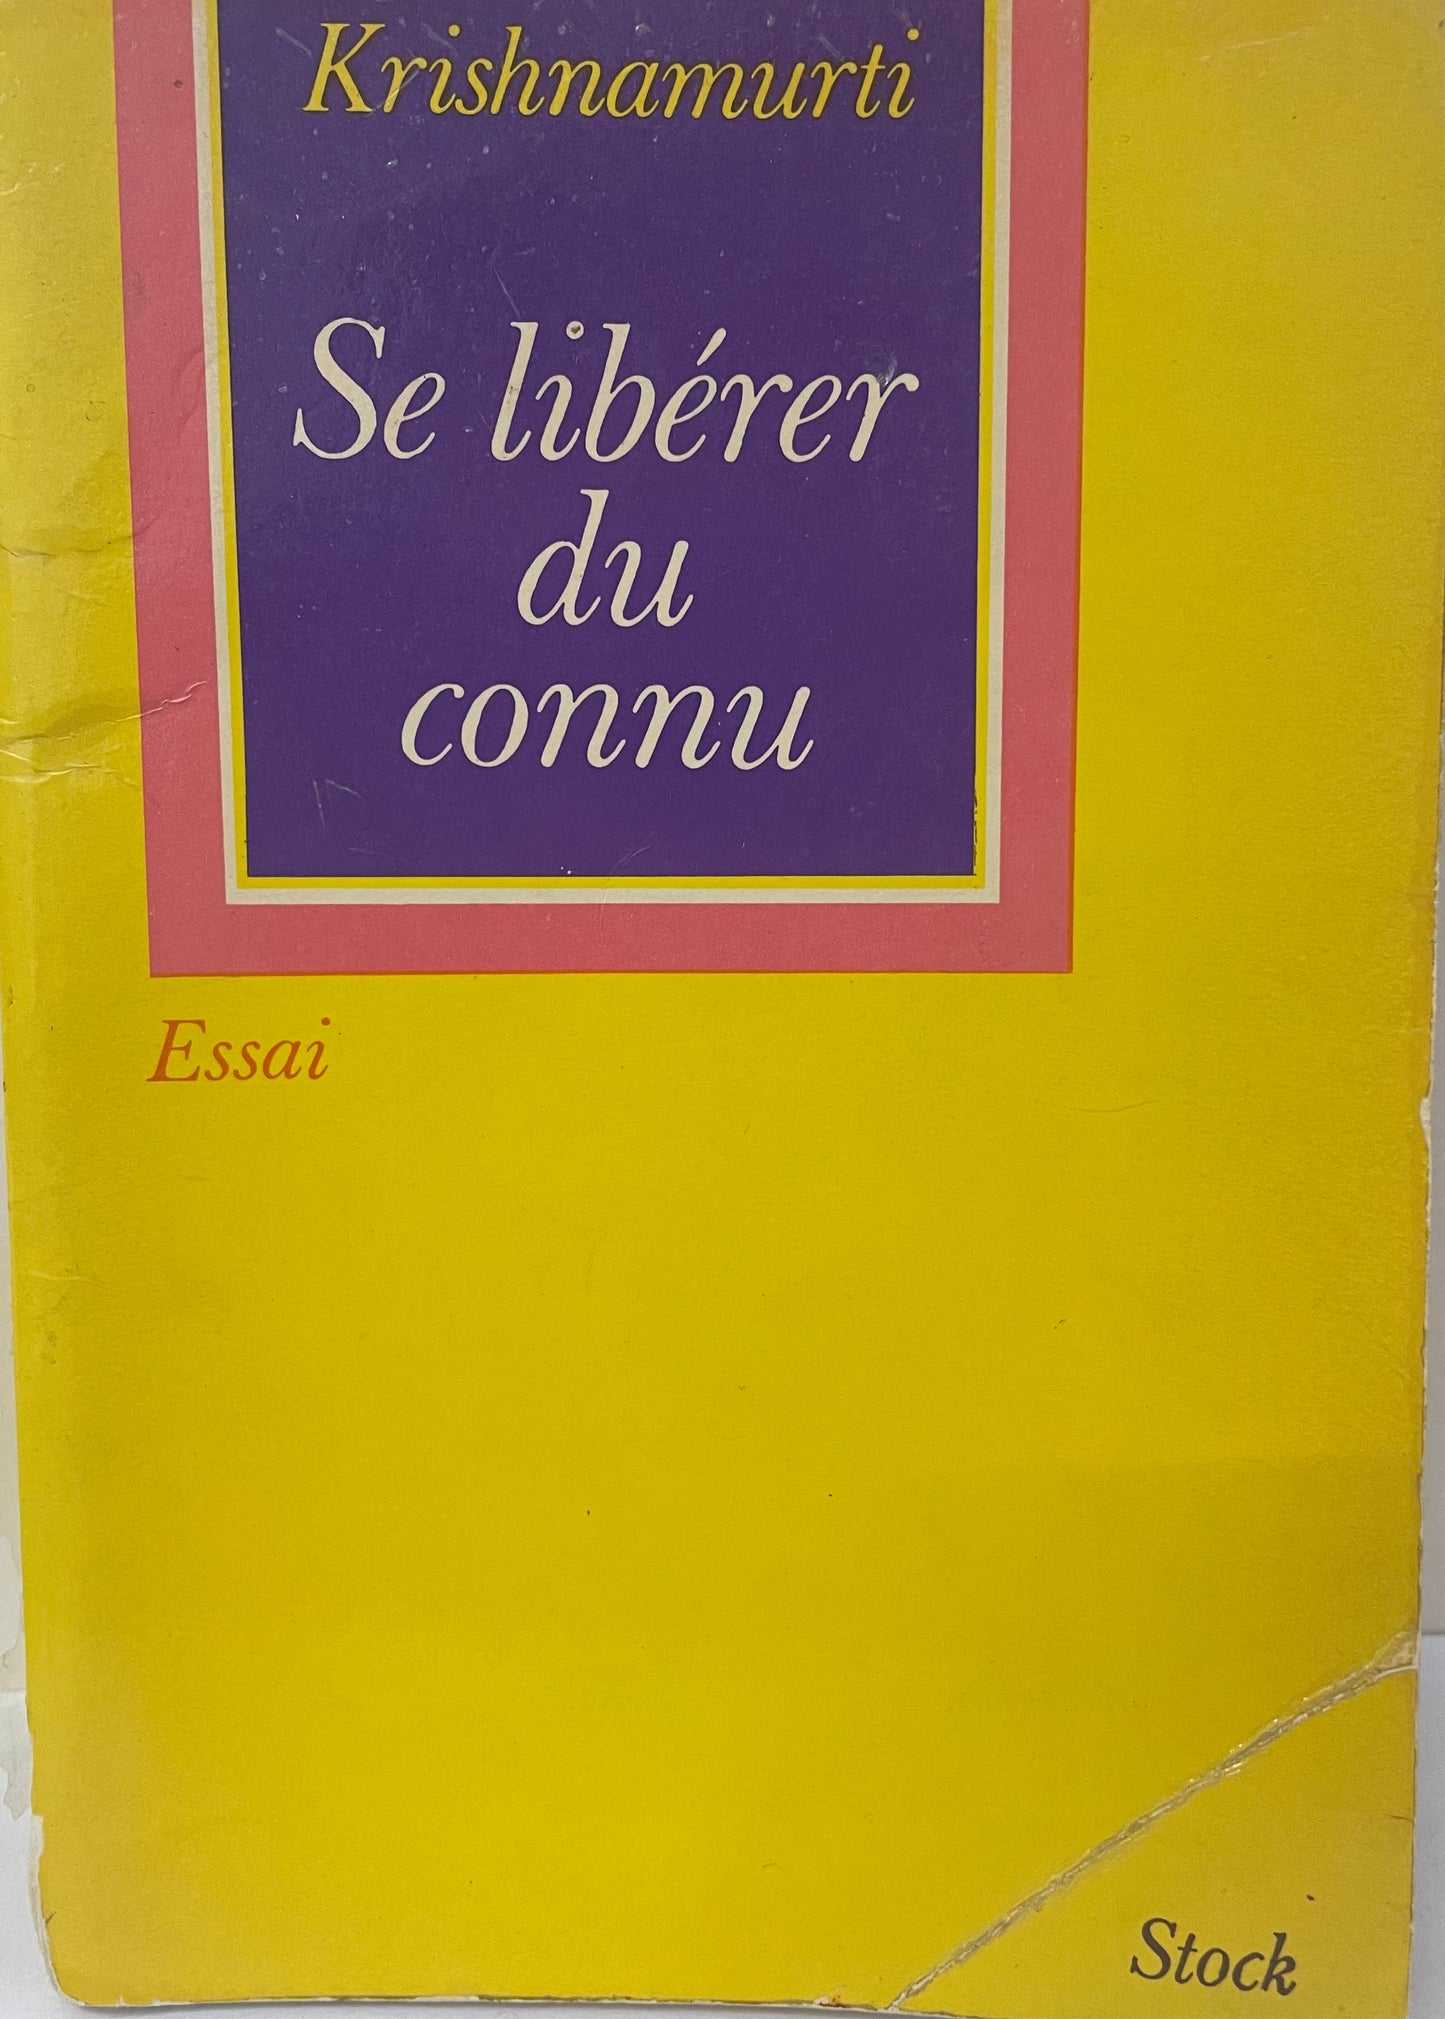 Krishnamurti
Se libérer
du
connu
Essai
Stock